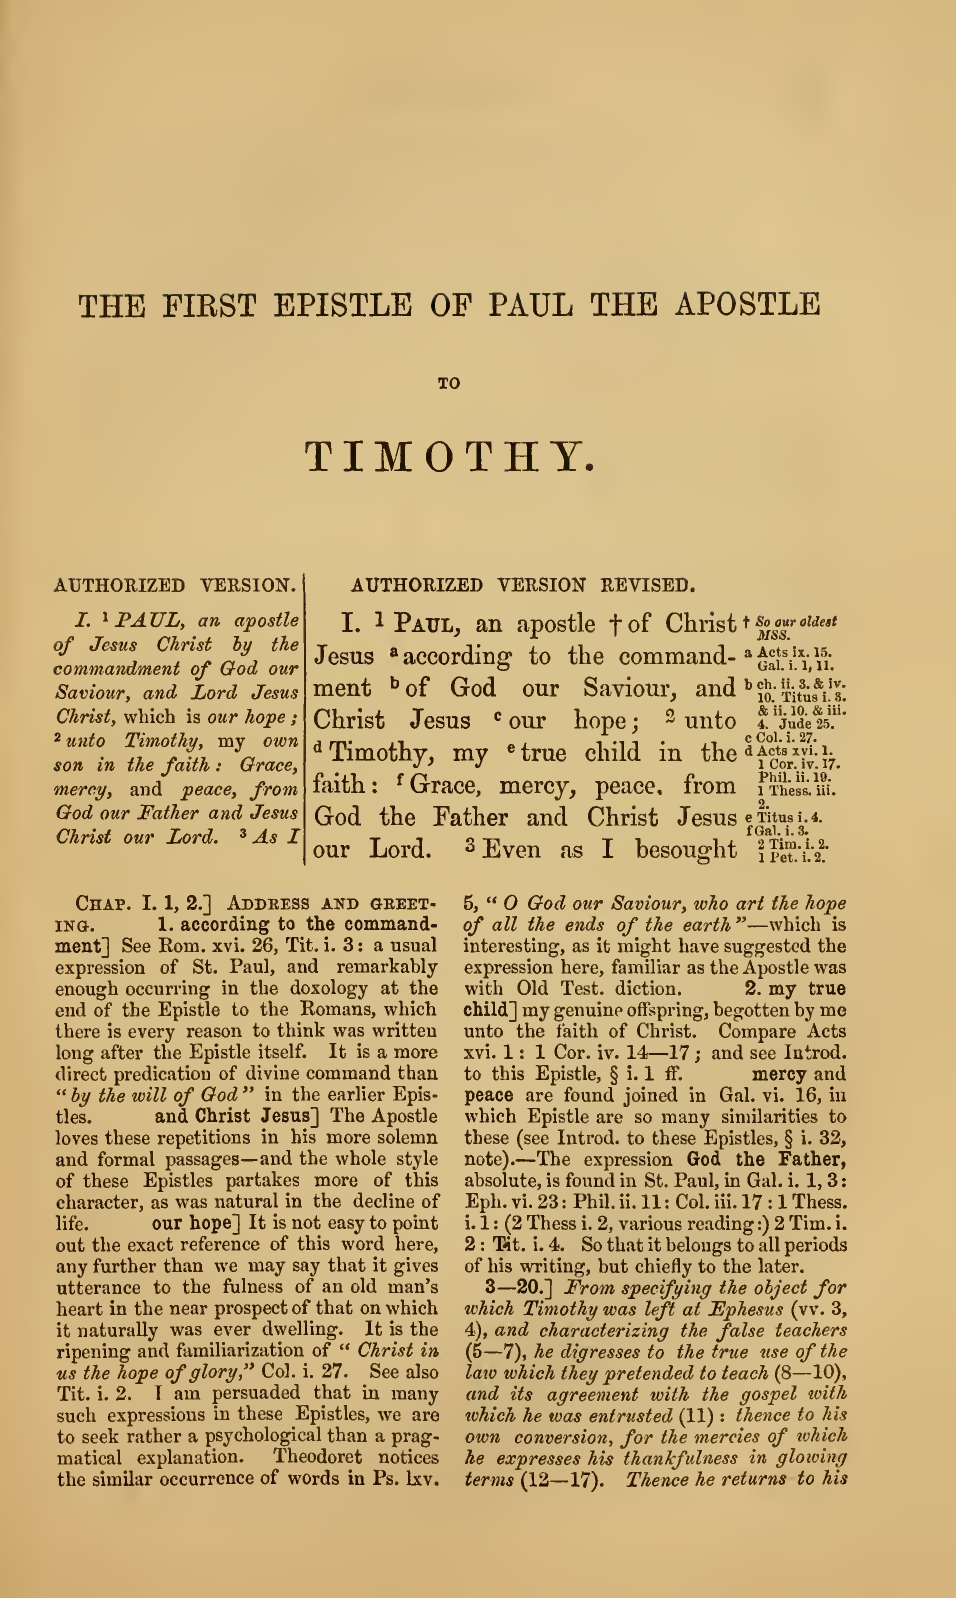 THE FIRST EPISTLE OF PAUL THE APOSTLE
TO
TIMOTHY.
AUTHORIZED VERSION.
I. ¹ PAUL, an apostle
of Jesus Christ by the
commandment of God our
Saviour, and Lord Jesus
Christ, which is our hope;
² unto Timothy, my own
son in the faith: Grace,
mercy, and peace, from
God our Father and Jesus
Christ our Lord. ³ As I
AUTHORIZED VERSION REVISED.
I. 1 PAUL, an apostle † of Christ
Jesus ª according to the command-
ment ᵇ of God our Saviour, and
Christ Jesus ᶜ our hope; ² unto
ᵈ Timothy, my ᵉ true child in the
faith: ᶠ Grace, mercy, peace, from
God the Father and Christ Jesus
our Lord. ³ Even as I besought
† So our oldest
MSS.
a Acts ix. 15.
Gal. i. 1, 11.
b ch. ii. 3. & iv.
10. Titus i. 3.
& ii. 10. & iii.
4. Jude 25.
c Col. i. 27.
d Acts xvi. 1.
1 Cor. iv. 17.
Phil. ii. 19.
1 Thess. iii.
2.
e Titus i. 4.
f Gal. i. 3.
2 Tim. i. 2.
1 Pet. i. 2.
CHAP. I. 1, 2.] ADDRESS AND GREET-
ING. 1. according to the command-
ment] See Rom. xvi. 26, Tit. i. 3: a usual
expression of St. Paul, and remarkably
enough occurring in the doxology at the
end of the Epistle to the Romans, which
there is every reason to think was written
long after the Epistle itself. It is a more
direct predication of divine command than
“by the will of God” in the earlier Epis-
tles. and Christ Jesus] The Apostle
loves these repetitions in his more solemn
and formal passages—and the whole style
of these Epistles partakes more of this
character, as was natural in the decline of
life. our hope] It is not easy to point
out the exact reference of this word here,
any further than we may say that it gives
utterance to the fulness of an old man's
heart in the near prospect of that on which
it naturally was ever dwelling. It is the
ripening and familiarization of “ Christ in
us the hope of glory,” Col. i. 27. See also
Tit. i. 2. I am persuaded that in many
such expressions in these Epistles, we are
to seek rather a psychological than a prag-
matical explanation. Theodoret notices
the similar occurrence of words in Ps. lxv.
5, “ O God our Saviour, who art the hope
of all the ends of the earth”—which is
interesting, as it might have suggested the
expression here, familiar as the Apostle was
with Old Test. diction. 2. my true
child] my genuine offspring, begotten by me
unto the faith of Christ. Compare Acts
xvi. 1: 1 Cor. iv. 14—17; and see Introd.
to this Epistle, § i. 1 ff. mercy and
peace are found joined in Gal. vi. 16, in
which Epistle are so many similarities to
these (see Introd. to these Epistles, § i. 32,
note).—The expression God the Father,
absolute, is found in St. Paul, in Gal. i. 1, 3:
Eph. vi. 23: Phil. ii. 11: Col. iii. 17: 1 Thess.
i. 1: (2 Thess i. 2, various reading:) 2 Tim. i.
2: Tit. i. 4. So that it belongs to all periods
of his writing, but chiefly to the later.
3—20.] From specifying the object for
which Timothy was left at Ephesus (vv. 3,
4), and characterizing the false teachers
(5—7), he digresses to the true use of the
law which they pretended to teach (8—10),
and its agreement with the gospel with
which he was entrusted (11): thence to his
own conversion, for the mercies of which
he expresses his thankfulness in glowing
terms (12—17). Thence he returns to his